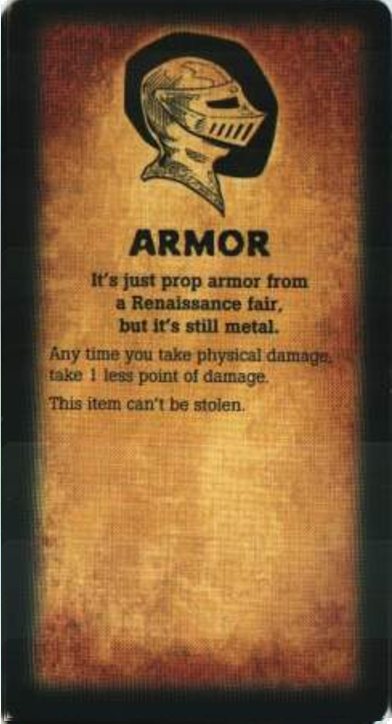 ARMOR
It's just prop armor from
a Renaissance fair,
but it's still metal.
Any time you take physical damage,
take 1 less point of damage.
This item can't be stolen.